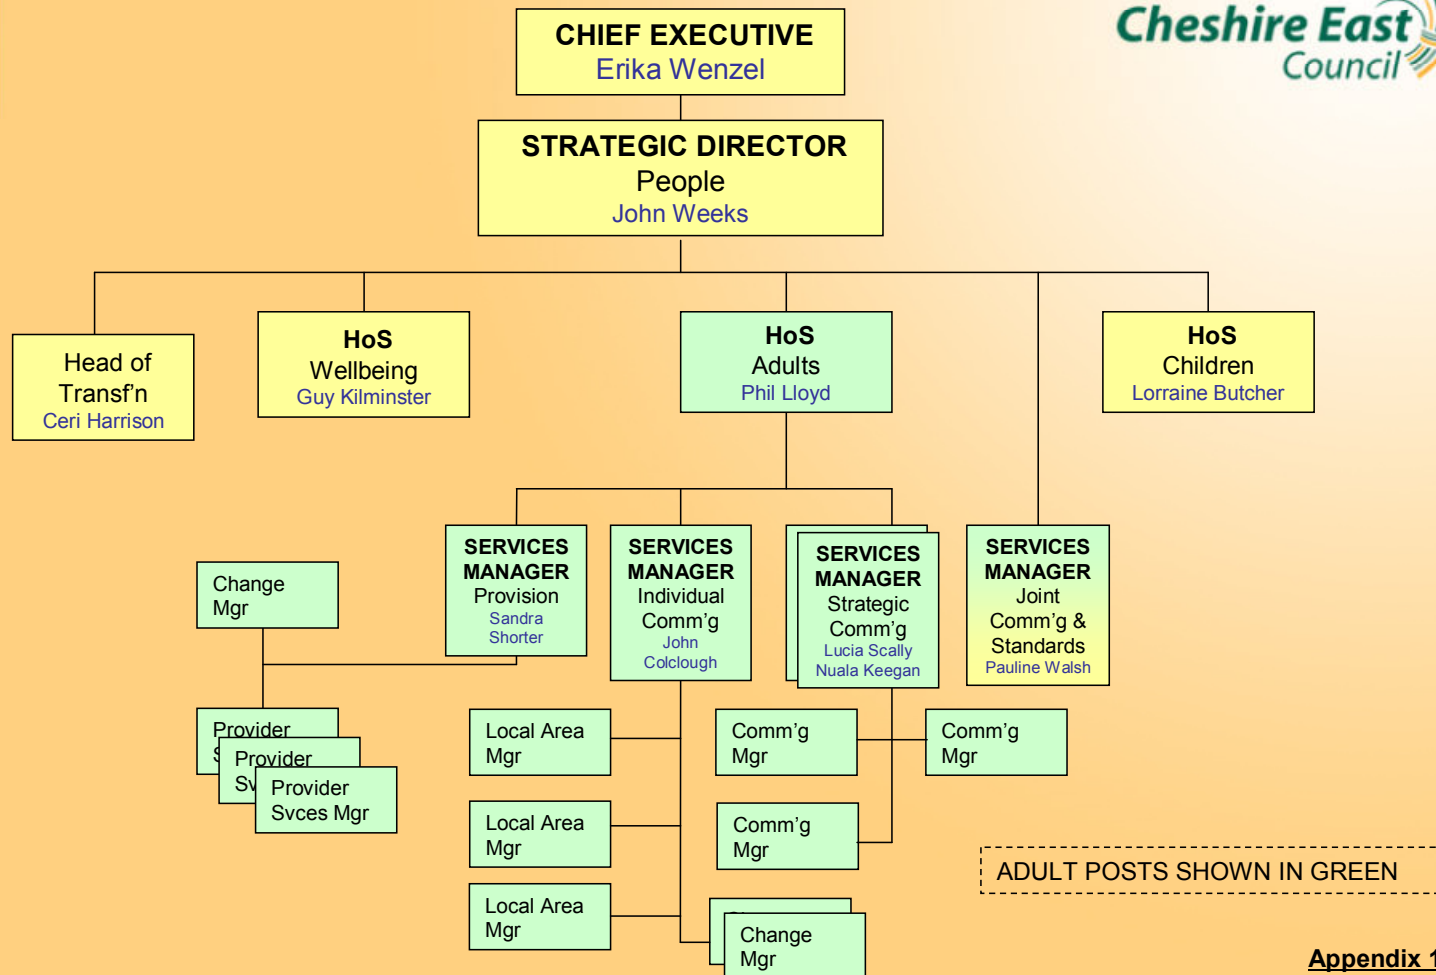 Cheshire East
Council
CHIEF EXECUTIVE
Erika Wenzel
STRATEGIC DIRECTOR
People
John Weeks
Head of
Transf'n
Ceri Harrison
HoS
Wellbeing
Guy Kilminster
HoS
Adults
Phil Lloyd
HoS
Children
Lorraine Butcher
SERVICES
MANAGER
Provision
Sandra
Shorter
SERVICES
MANAGER
Individual
Comm'g
John
Colclough
SERVICES
MANAGER
Strategic
Comm'g
Lucia Scally
Nuala Keegan
SERVICES
MANAGER
Joint
Comm'g &
Standards
Pauline Walsh
Change
Mgr
Provider
Provider
Provider
Svces Mgr
Local Area
Mgr
Local Area
Mgr
Local Area
Mgr
Comm'g
Mgr
Comm'g
Mgr
Comm'g
Mgr
Change
Mgr
ADULT POSTS SHOWN IN GREEN
Appendix 1